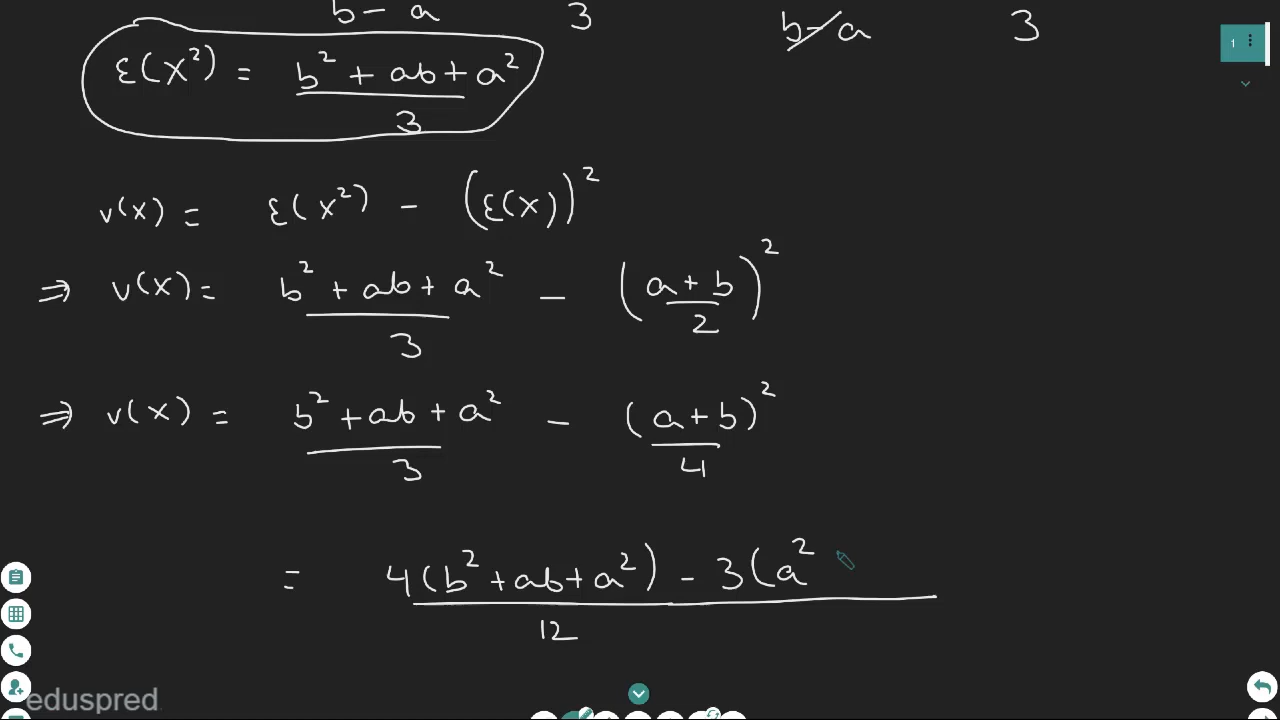 b - a 3 b - a 3
E(X²) = b² + ab + a² / 3
V(X) = E(X²) - (E(X))²
⇒ V(X) = b² + ab + a² / 3 - (a + b / 2)²
⇒ V(X) = b² + ab + a² / 3 - (a + b)² / 4
= 4(b² + ab + a²) - 3(a² / 12
1
eduspred